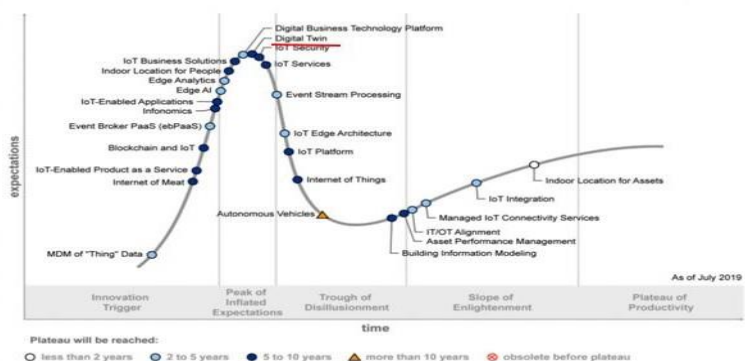 Digital Business Technology Platform
Digital Twin
IoT Security
IoT Business Solutions
Indoor Location for People
IoT Services
Edge Analytics
Edge AI
Event Stream Processing
IoT-Enabled Applications
Infonomics
Event Broker PaaS (ebPaaS)
IoT Edge Architecture
Blockchain and IoT
IoT Platform
IoT-Enabled Product as a Service
Internet of Meat
Internet of Things
Indoor Location for Assets
IoT Integration
Autonomous Vehicles
Managed IoT Connectivity Services
IT/OT Alignment
Asset Performance Management
Building Information Modeling
MDM of "Thing" Data
expectations
As of July 2019
Innovation
Trigger
Peak of
Inflated
Expectations
Trough of
Disillusionment
Slope of
Enlightenment
Plateau of
Productivity
time
Plateau will be reached:
less than 2 years
2 to 5 years
5 to 10 years
more than 10 years
obsolete before plateau